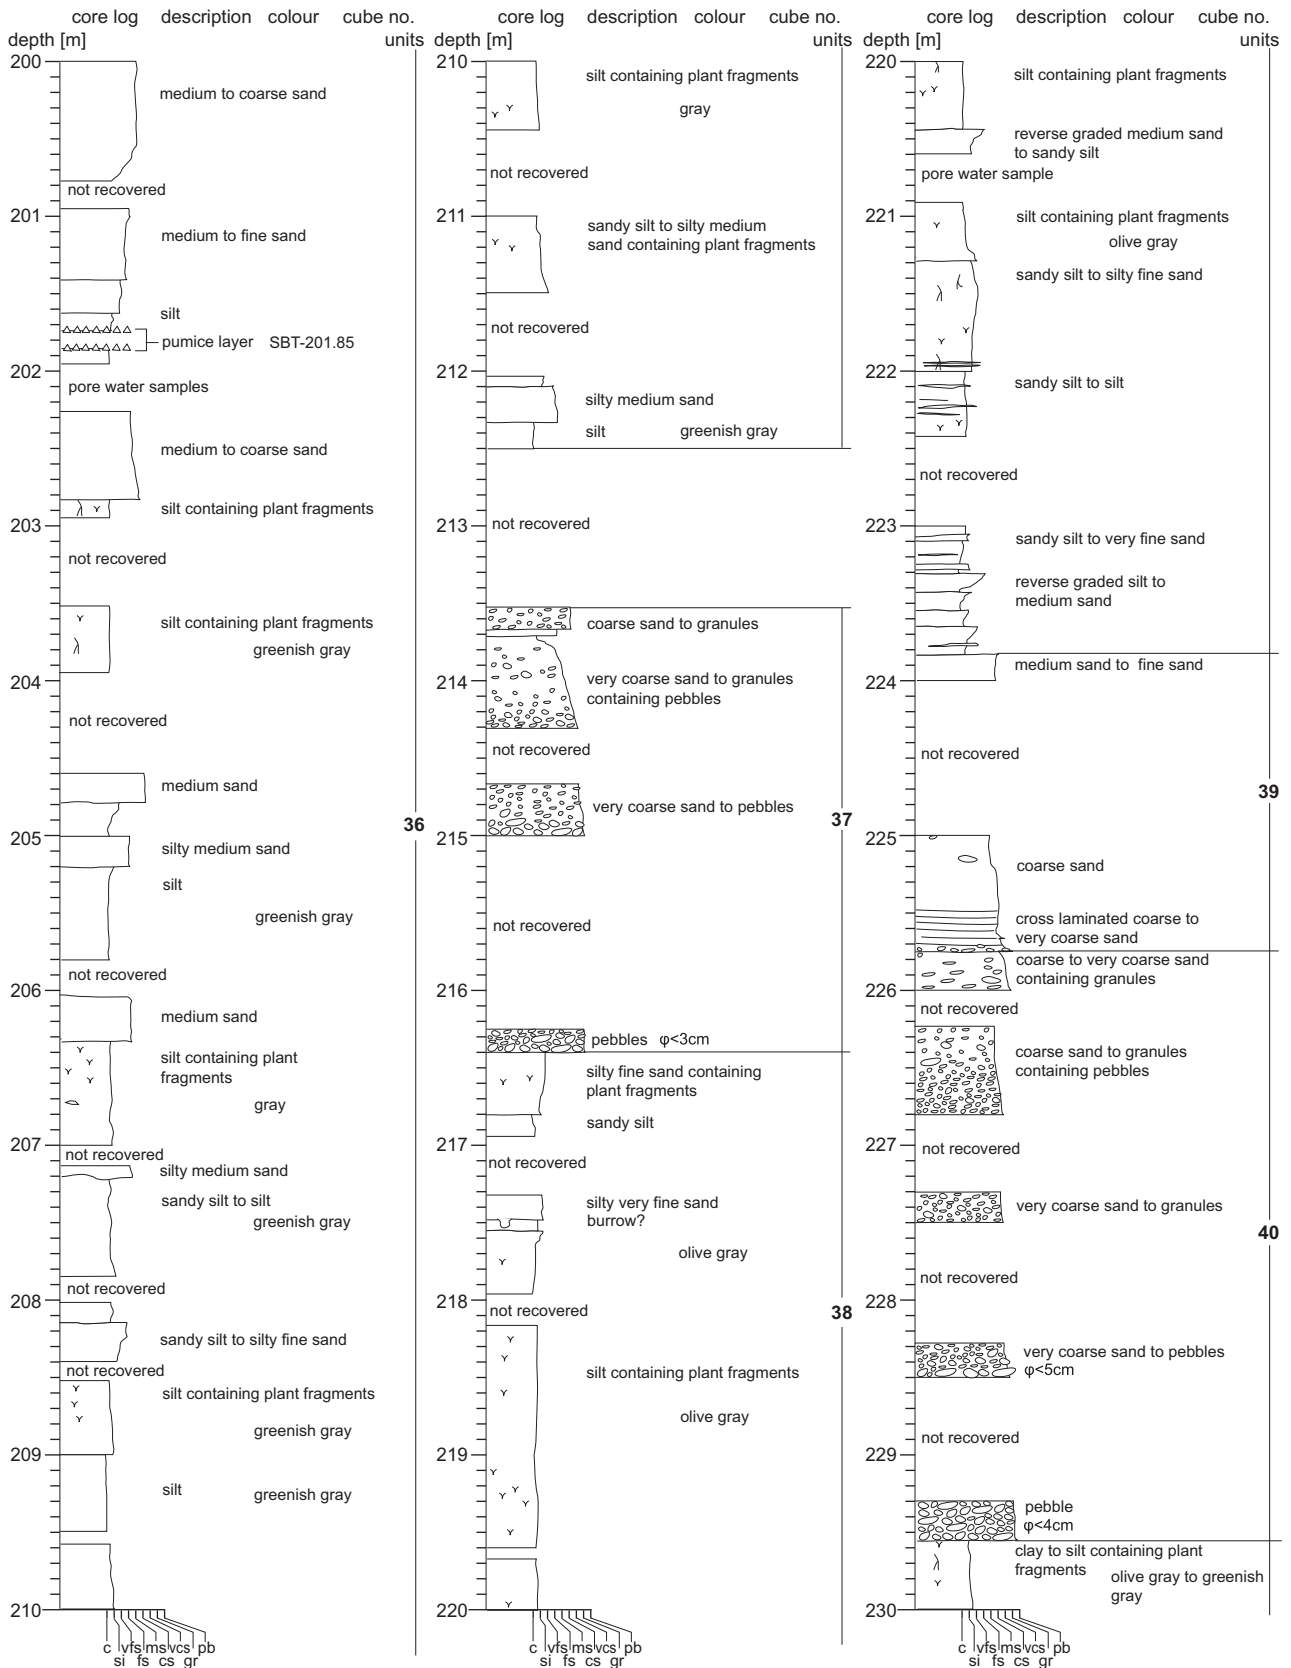 core log description colour cube no.
depth [m] units
200
medium to coarse sand
not recovered
201
medium to fine sand
silt
pumice layer SBT-201.85
202
pore water samples
medium to coarse sand
silt containing plant fragments
203
not recovered
silt containing plant fragments
greenish gray
204
not recovered
medium sand
36
205
silty medium sand
silt
greenish gray
not recovered
206
medium sand
silt containing plant
fragments
gray
207
not recovered
silty medium sand
sandy silt to silt
greenish gray
not recovered
208
sandy silt to silty fine sand
not recovered
silt containing plant fragments
greenish gray
209
silt greenish gray
210
c vfs ms vcs pb
si fs cs gr
core log description colour cube no.
depth [m] units
210
silt containing plant fragments
gray
not recovered
211
sandy silt to silty medium
sand containing plant fragments
not recovered
212
silty medium sand
silt greenish gray
213
not recovered
coarse sand to granules
214
very coarse sand to granules
containing pebbles
not recovered
very coarse sand to pebbles
37
215
not recovered
216
pebbles φ<3cm
silty fine sand containing
plant fragments
sandy silt
217
not recovered
silty very fine sand
burrow?
olive gray
218
not recovered
38
silt containing plant fragments
olive gray
219
220
c vfs ms vcs pb
si fs cs gr
core log description colour cube no.
depth [m] units
220
silt containing plant fragments
reverse graded medium sand
to sandy silt
pore water sample
221
silt containing plant fragments
olive gray
sandy silt to silty fine sand
222
sandy silt to silt
not recovered
223
sandy silt to very fine sand
reverse graded silt to
medium sand
medium sand to fine sand
224
not recovered
39
225
coarse sand
cross laminated coarse to
very coarse sand
coarse to very coarse sand
containing granules
226
not recovered
coarse sand to granules
containing pebbles
227
not recovered
very coarse sand to granules
40
not recovered
228
very coarse sand to pebbles
φ<5cm
not recovered
229
pebble
φ<4cm
clay to silt containing plant
fragments olive gray to greenish
gray
230
c vfs ms vcs pb
si fs cs gr